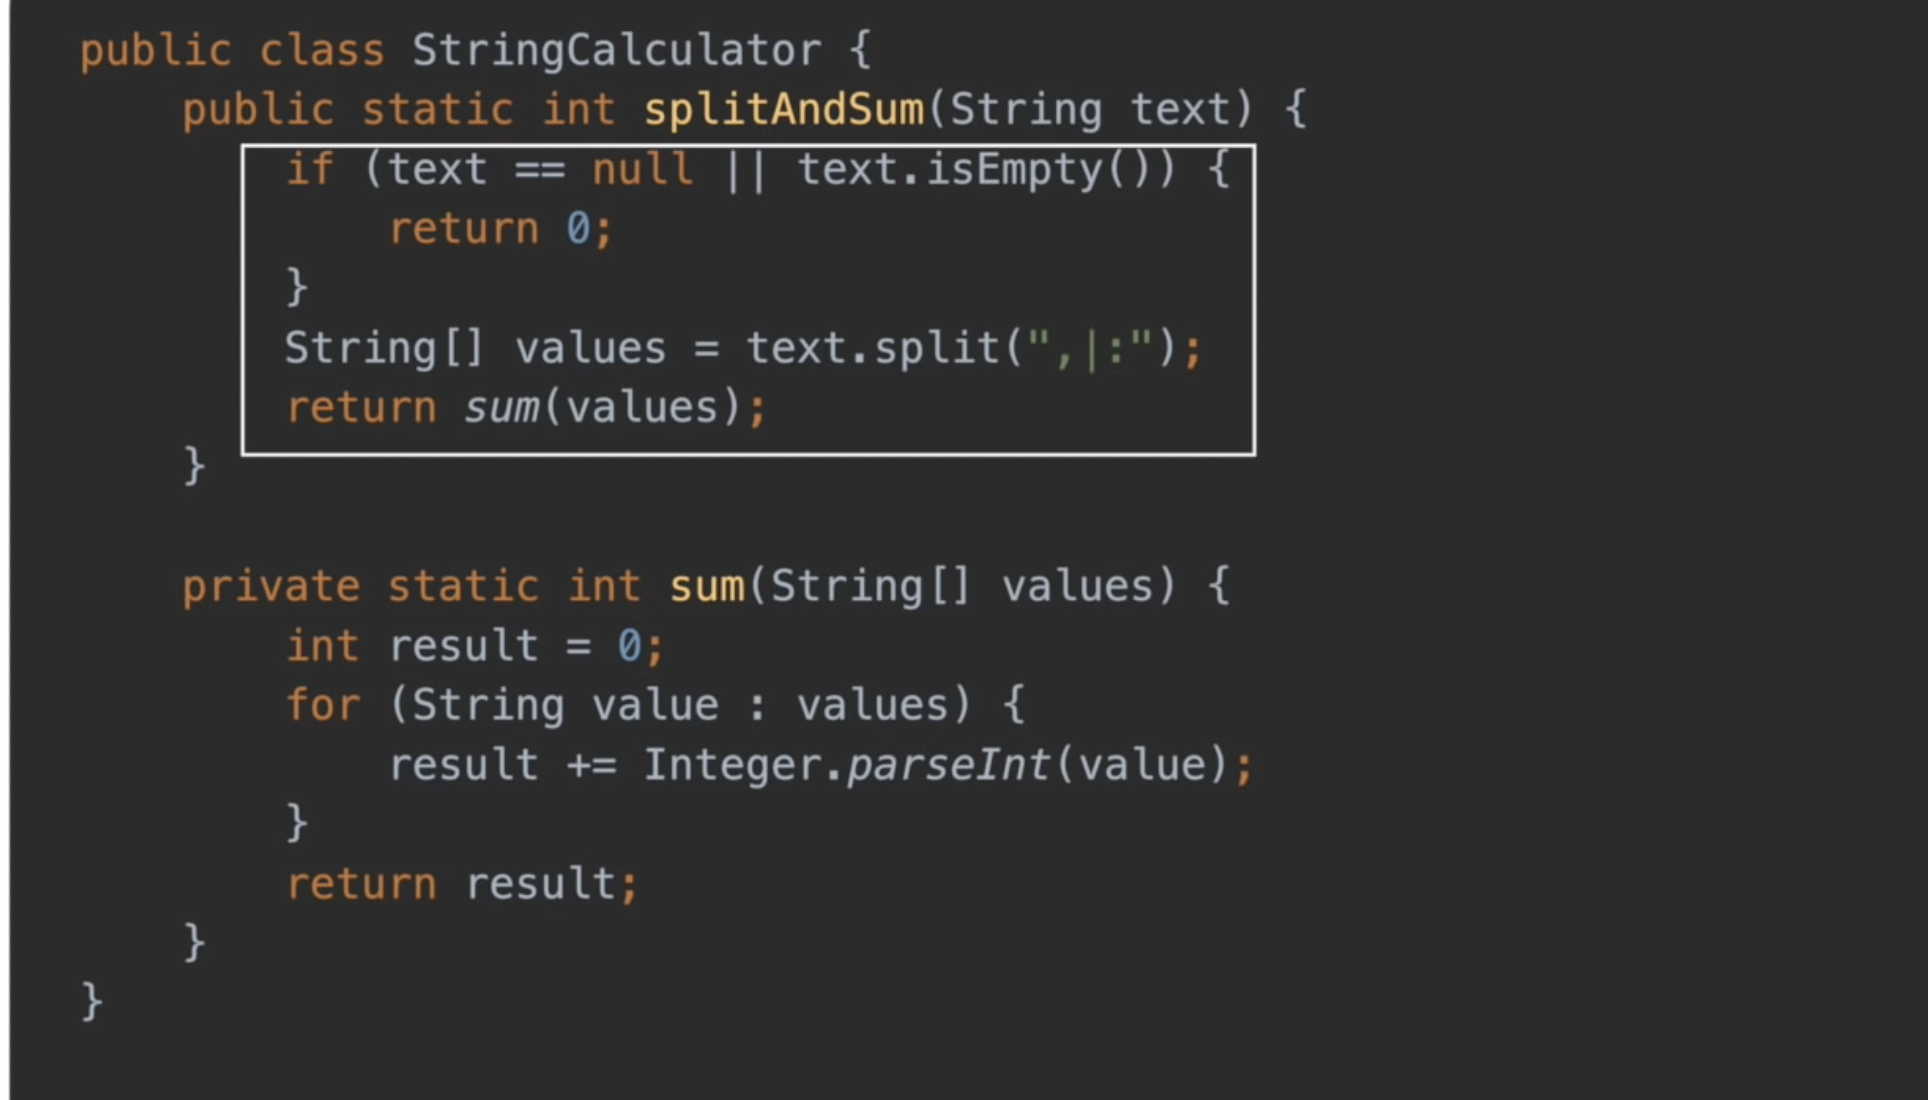 public class StringCalculator {
    public static int splitAndSum(String text) {
        if (text == null || text.isEmpty()) {
            return 0;
        }
        String[] values = text.split(",|:");
        return sum(values);
    }

    private static int sum(String[] values) {
        int result = 0;
        for (String value : values) {
            result += Integer.parseInt(value);
        }
        return result;
    }
}